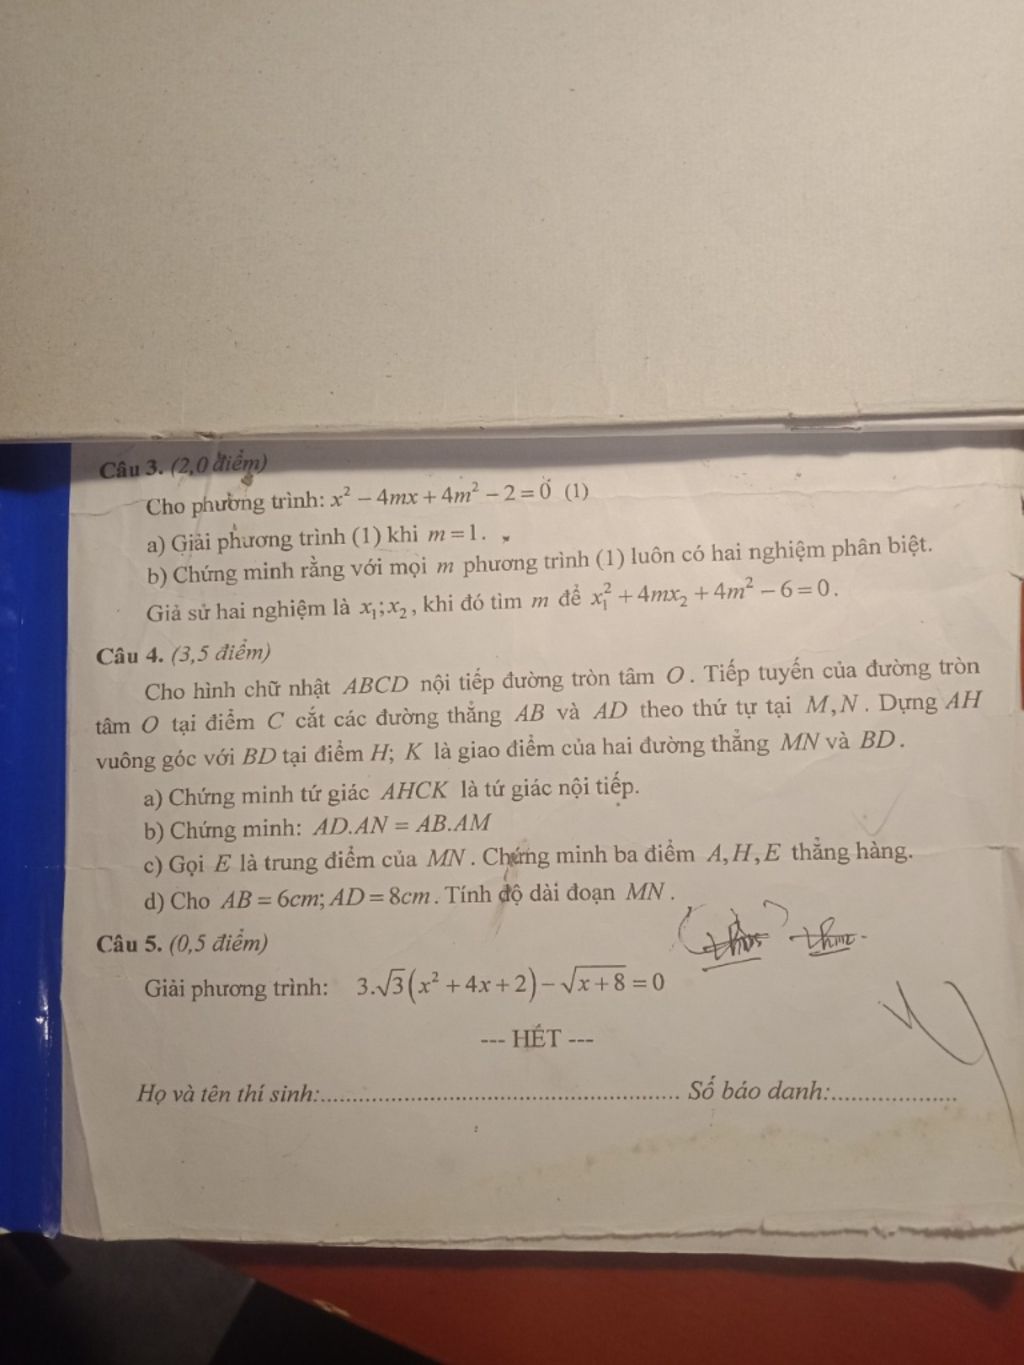 Câu 3. (2,0 điểm)
Cho phương trình: x² − 4mx + 4m² − 2 = 0 (1)
a) Giải phương trình (1) khi m = 1.
b) Chứng minh rằng với mọi m phương trình (1) luôn có hai nghiệm phân biệt.
Giả sử hai nghiệm là x₁; x₂, khi đó tìm m để x₁² + 4mx₂ + 4m² − 6 = 0.
Câu 4. (3,5 điểm)
Cho hình chữ nhật ABCD nội tiếp đường tròn tâm O. Tiếp tuyến của đường tròn
tâm O tại điểm C cắt các đường thẳng AB và AD theo thứ tự tại M, N. Dựng AH
vuông góc với BD tại điểm H; K là giao điểm của hai đường thẳng MN và BD.
a) Chứng minh tứ giác AHCK là tứ giác nội tiếp.
b) Chứng minh: AD.AN = AB.AM
c) Gọi E là trung điểm của MN. Chứng minh ba điểm A, H, E thẳng hàng.
d) Cho AB = 6cm; AD = 8cm. Tính độ dài đoạn MN.
Câu 5. (0,5 điểm)
Giải phương trình: 3.√3(x² + 4x + 2) − √(x + 8) = 0
--- HẾT ---
Họ và tên thí sinh:.................................................... Số báo danh:...................